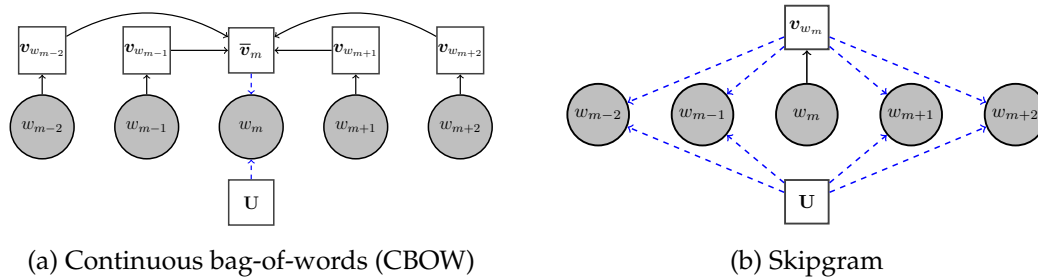 v_{w_{m-2}} v_{w_{m-1}} v̅_m v_{w_{m+1}} v_{w_{m+2}}
w_{m-2} w_{m-1} w_m w_{m+1} w_{m+2}
U
(a) Continuous bag-of-words (CBOW)
v_{w_m}
w_{m-2} w_{m-1} w_m w_{m+1} w_{m+2}
U
(b) Skipgram